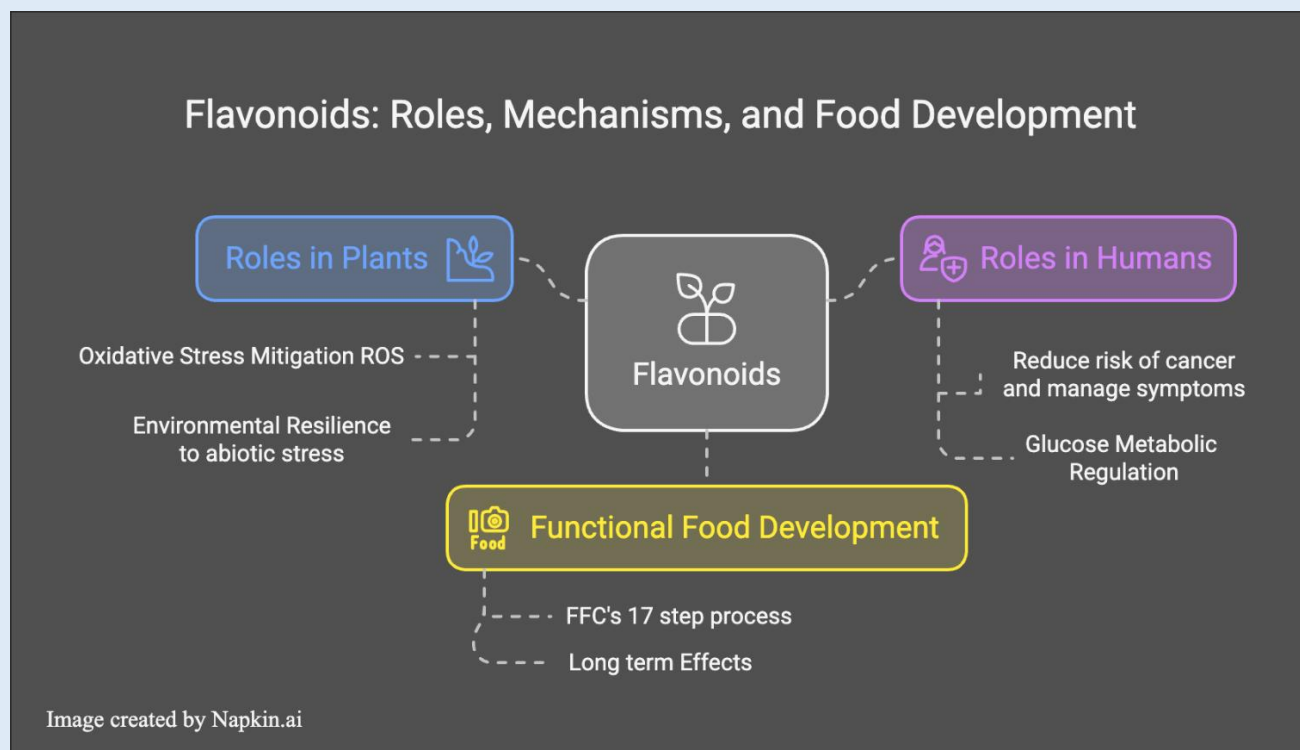 Flavonoids: Roles, Mechanisms, and Food Development
Roles in Plants
Oxidative Stress Mitigation ROS
Environmental Resilience
to abiotic stress
Flavonoids
Roles in Humans
Reduce risk of cancer
and manage symptoms
Glucose Metabolic
Regulation
Food
Functional Food Development
FFC's 17 step process
Long term Effects
Image created by Napkin.ai